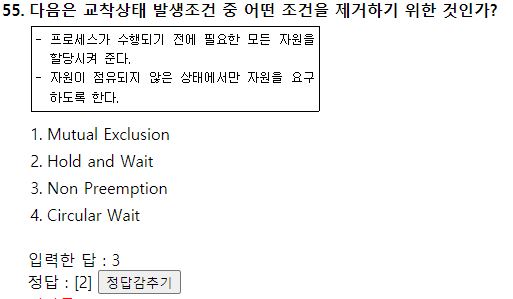 55. 다음은 교착상태 발생조건 중 어떤 조건을 제거하기 위한 것인가?
- 프로세스가 수행되기 전에 필요한 모든 자원을
할당시켜 준다.
- 자원이 점유되지 않은 상태에서만 자원을 요구
하도록 한다.
1. Mutual Exclusion
2. Hold and Wait
3. Non Preemption
4. Circular Wait
입력한 답 : 3
정답 : [2] 정답감추기